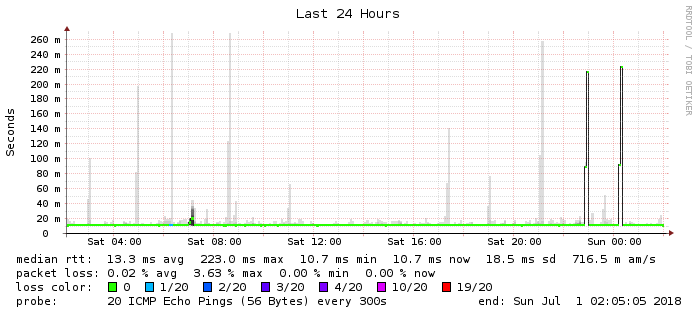 Last 24 Hours
RRDTOOL / TOBI OETIKER
Seconds
260 m
240 m
220 m
200 m
180 m
160 m
140 m
120 m
100 m
80 m
60 m
40 m
20 m
0
Sat 04:00 Sat 08:00 Sat 12:00 Sat 16:00 Sat 20:00 Sun 00:00
median rtt: 13.3 ms avg 223.0 ms max 10.7 ms min 10.7 ms now 18.5 ms sd 716.5 m am/s
packet loss: 0.02 % avg 3.63 % max 0.00 % min 0.00 % now
loss color: 0 1/20 2/20 3/20 4/20 10/20 19/20
probe: 20 ICMP Echo Pings (56 Bytes) every 300s end: Sun Jul 1 02:05:05 2018